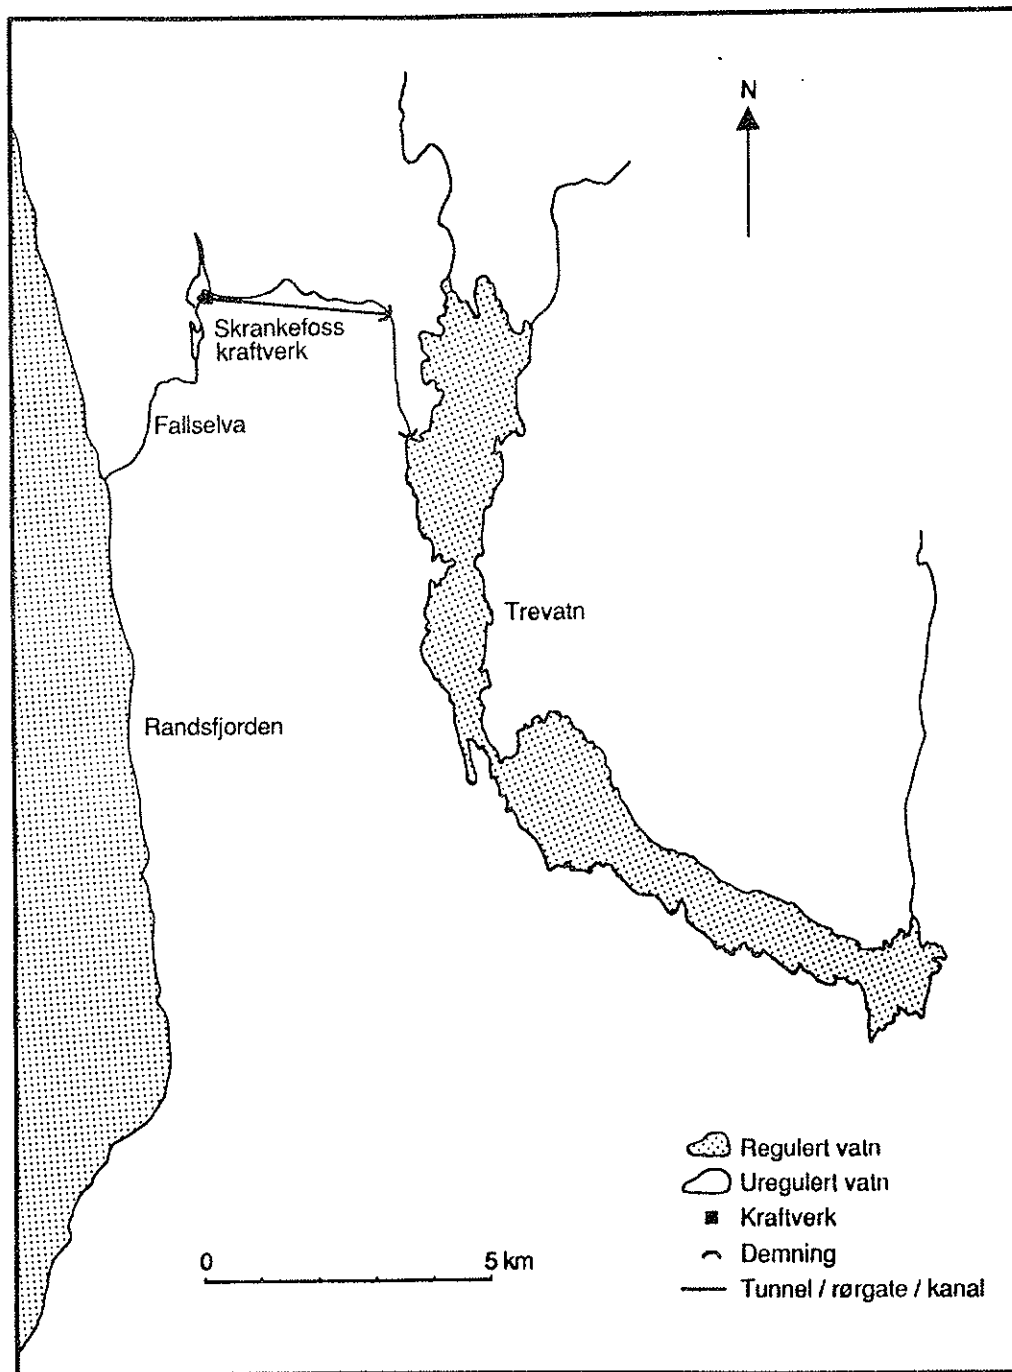 N
Skrankefoss
kraftverk
Fallselva
Trevatn
Randsfjorden
Regulert vatn
Uregulert vatn
Kraftverk
Demning
Tunnel / rørgate / kanal
0 5 km